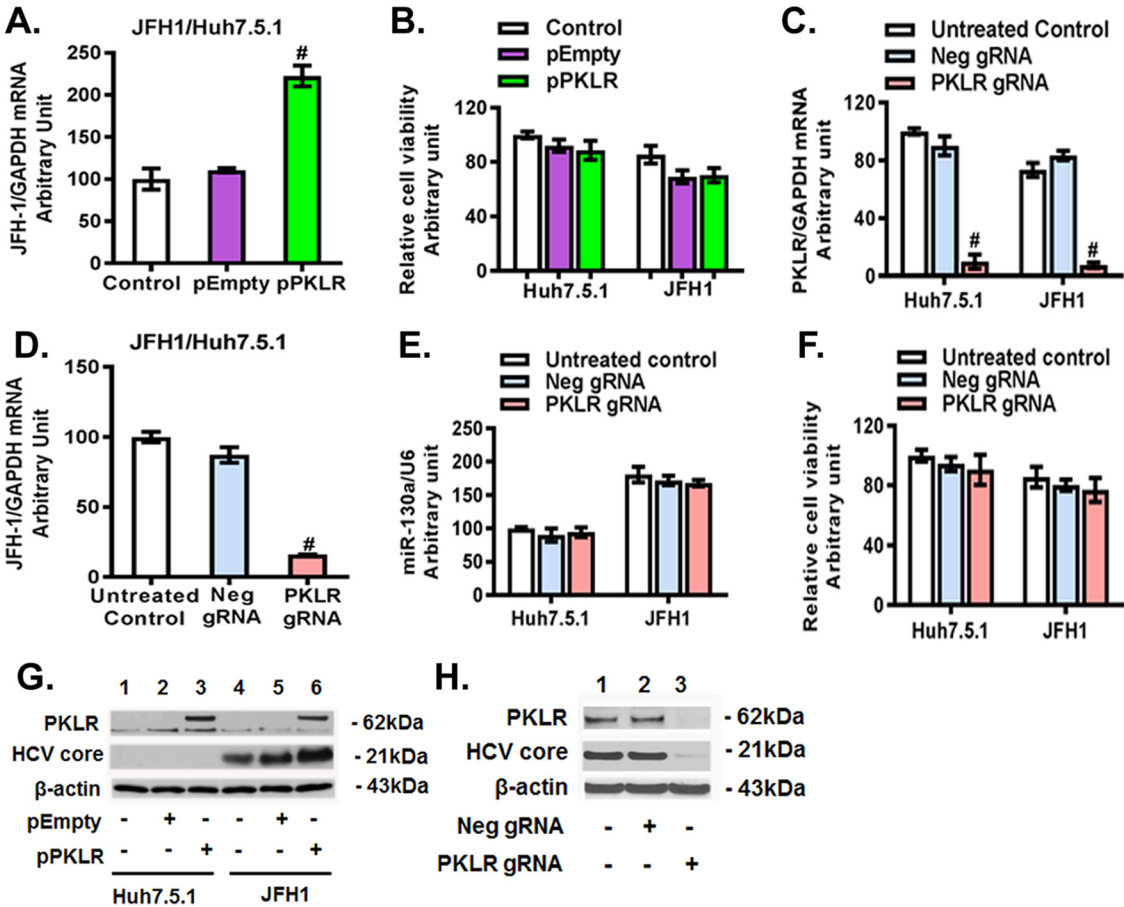 A.
JFH1/Huh7.5.1
JFH-1/GAPDH mRNA
Arbitrary Unit
250
200
150
100
50
0
#
Control pEmpty pPKLR
B.
Control
pEmpty
pPKLR
Relative cell viability
Arbitrary unit
120
80
40
0
Huh7.5.1 JFH1
C.
Untreated Control
Neg gRNA
PKLR gRNA
PKLR/GAPDH mRNA
Arbitrary Unit
120
80
40
0
# #
Huh7.5.1 JFH1
D.
JFH1/Huh7.5.1
JFH-1/GAPDH mRNA
Arbitrary Unit
150
100
50
0
#
Untreated Neg PKLR
Control gRNA gRNA
E.
Untreated control
Neg gRNA
PKLR gRNA
miR-130a/U6
Arbitrary unit
250
200
150
100
50
0
Huh7.5.1 JFH1
F.
Untreated control
Neg gRNA
PKLR gRNA
Relative cell viability
Arbitrary unit
120
80
40
0
Huh7.5.1 JFH1
G.
1 2 3 4 5 6
PKLR - 62kDa
HCV core - 21kDa
β-actin - 43kDa
pEmpty - + - - + -
pPKLR - - + - - +
Huh7.5.1 JFH1
H.
1 2 3
PKLR - 62kDa
HCV core - 21kDa
β-actin - 43kDa
Neg gRNA - + -
PKLR gRNA - - +